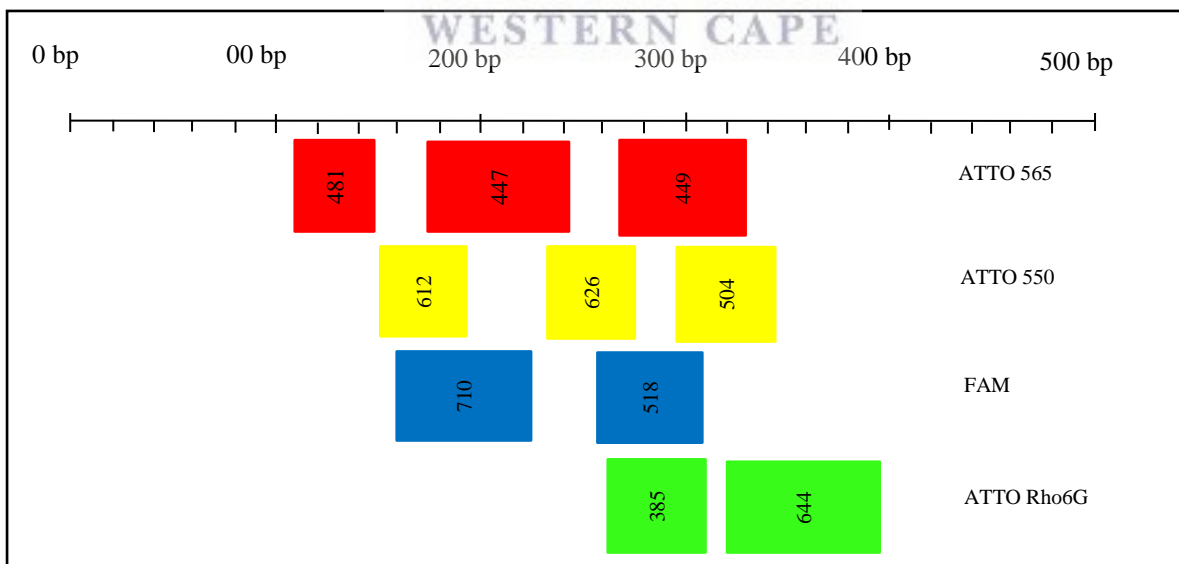 WESTERN CAPE
0 bp 00 bp 200 bp 300 bp 400 bp 500 bp
481 447 449 ATTO 565
612 626 504 ATTO 550
710 518 FAM
385 644 ATTO Rho6G